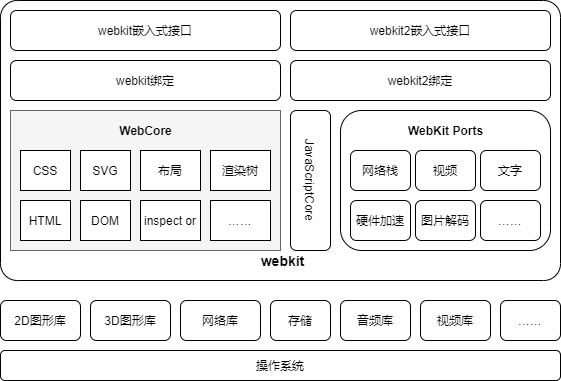 webkit嵌入式接口
webkit2嵌入式接口
webkit绑定
webkit2绑定
WebCore
CSS
SVG
布局
渲染树
HTML
DOM
inspect or
……
JavaScriptCore
WebKit Ports
网络栈
视频
文字
硬件加速
图片解码
……
webkit
2D图形库
3D图形库
网络库
存储
音频库
视频库
……
操作系统